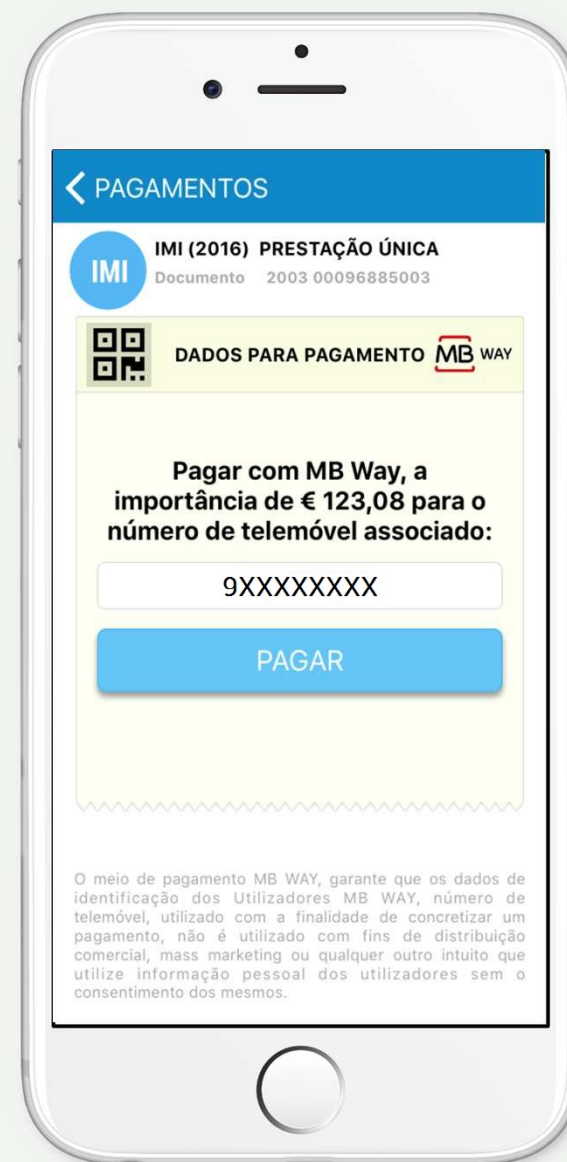 PAGAMENTOS
IMI
IMI (2016) PRESTAÇÃO ÚNICA
Documento 2003 00096885003
DADOS PARA PAGAMENTO MB WAY
Pagar com MB Way, a
importância de € 123,08 para o
número de telemóvel associado:
9XXXXXXXX
PAGAR
O meio de pagamento MB WAY, garante que os dados de
identificação dos Utilizadores MB WAY, número de
telemóvel, utilizado com a finalidade de concretizar um
pagamento, não é utilizado com fins de distribuição
comercial, mass marketing ou qualquer outro intuito que
utilize informação pessoal dos utilizadores sem o
consentimento dos mesmos.